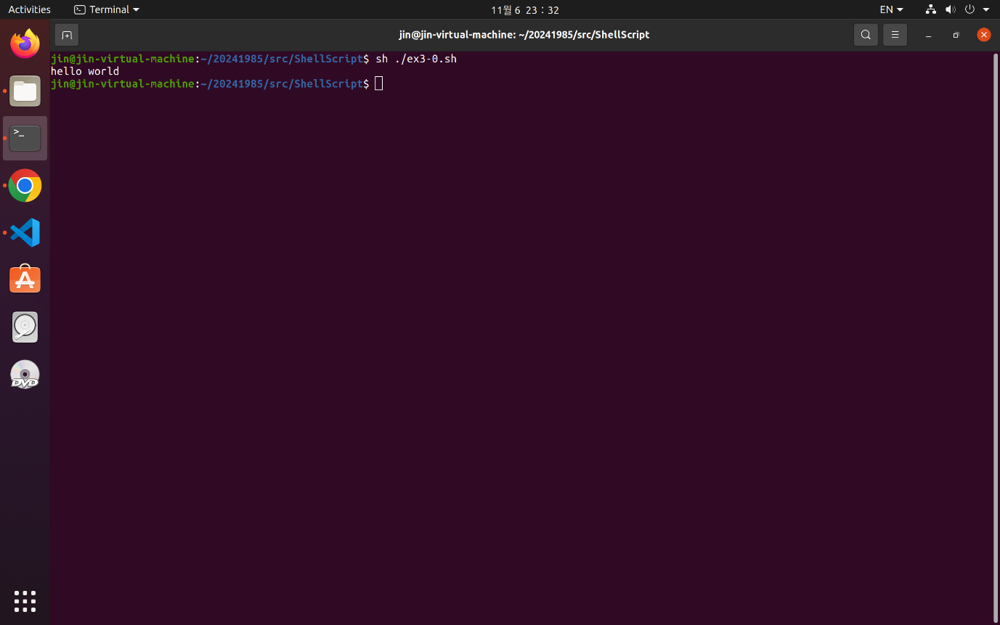 Activities
Terminal
11월 6 23 : 32
EN
jin@jin-virtual-machine: ~/20241985/src/ShellScript
jin@jin-virtual-machine:~/20241985/src/ShellScript$ sh ./ex3-0.sh
hello world
jin@jin-virtual-machine:~/20241985/src/ShellScript$
>_
DVD